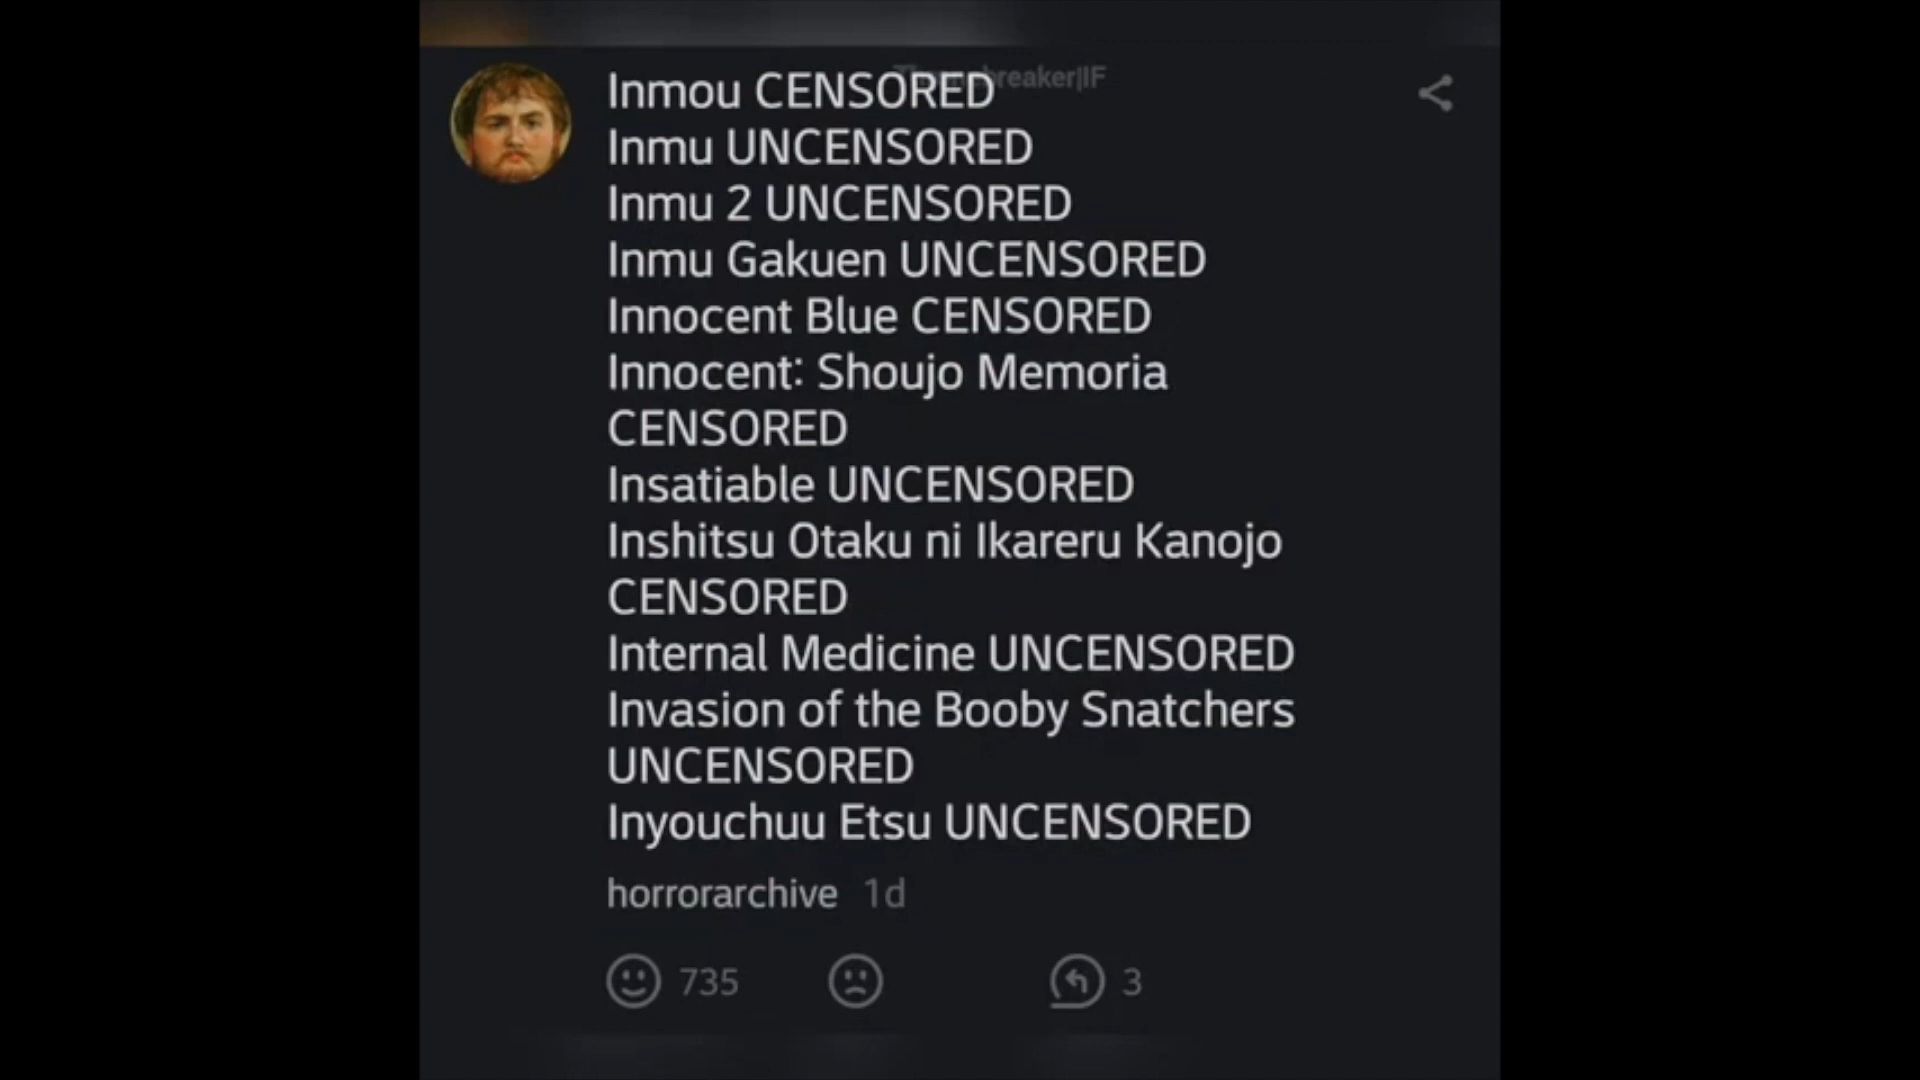 Inmou CENSORED
Inmu UNCENSORED
Inmu 2 UNCENSORED
Inmu Gakuen UNCENSORED
Innocent Blue CENSORED
Innocent: Shoujo Memoria
CENSORED
Insatiable UNCENSORED
Inshitsu Otaku ni Ikareru Kanojo
CENSORED
Internal Medicine UNCENSORED
Invasion of the Booby Snatchers
UNCENSORED
Inyouchuu Etsu UNCENSORED
horrorarchive 1d
735 3